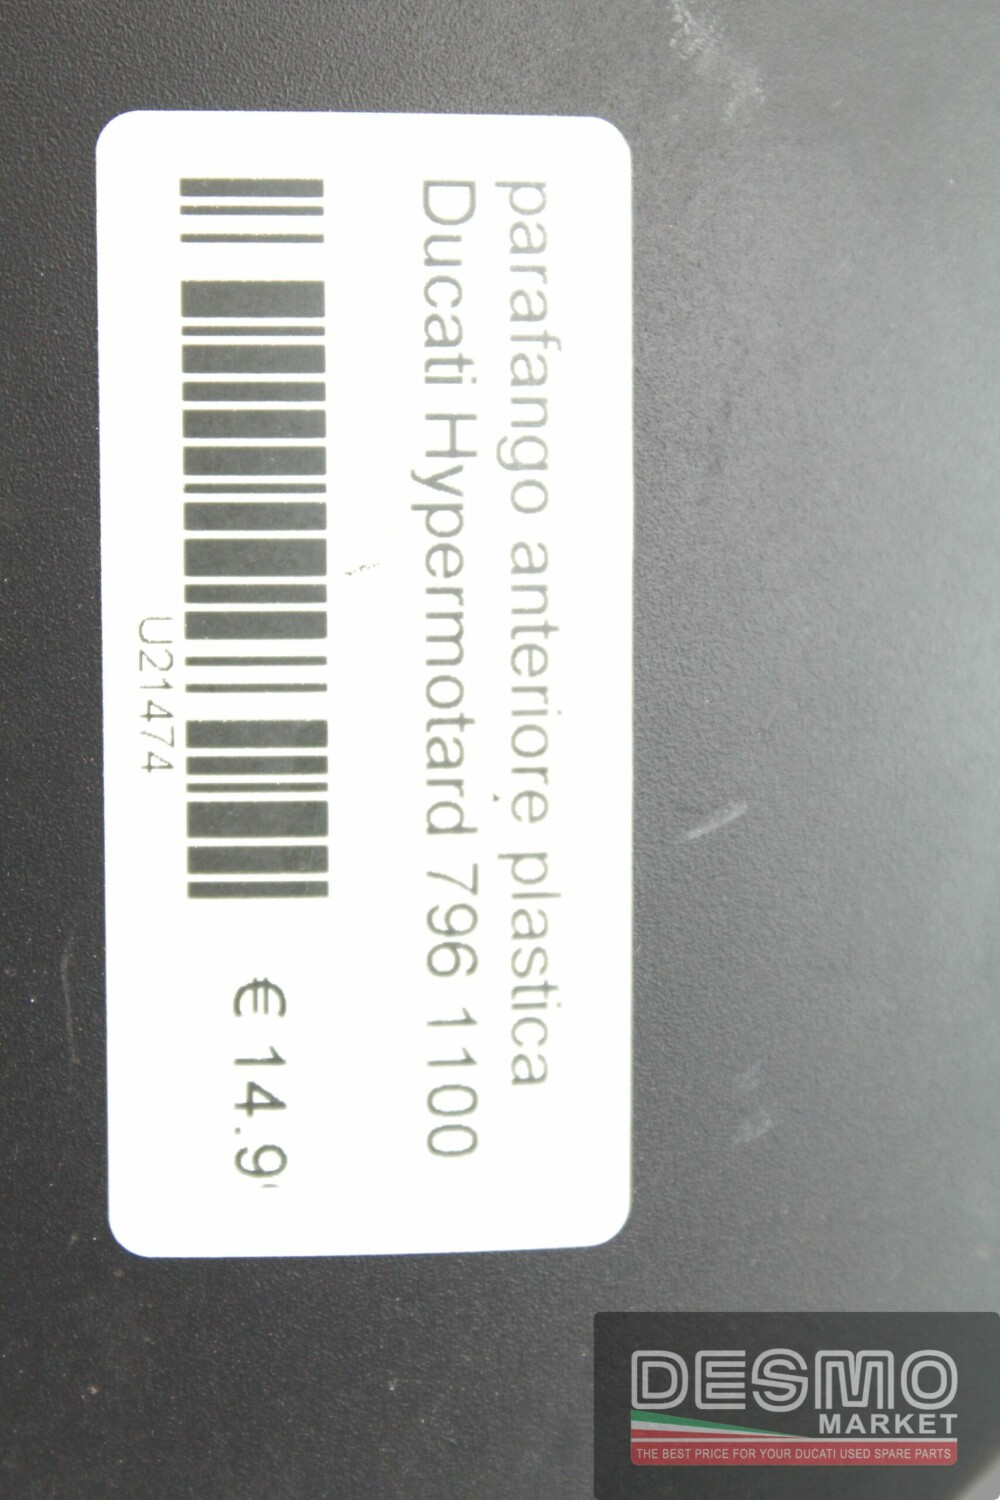 parafango anteriore plastica
Ducati Hypermotard 796 1100
€ 14.9
U21474
DESMO
MARKET
THE BEST PRICE FOR YOUR DUCATI USED SPARE PARTS